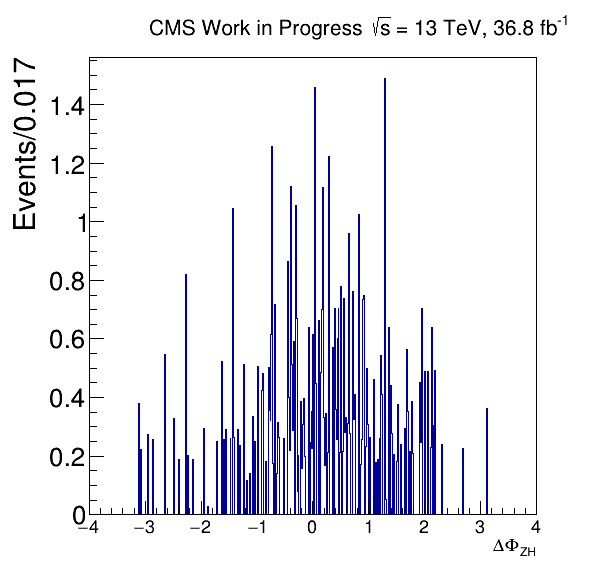 CMS Work in Progress √s = 13 TeV, 36.8 fb⁻¹
Events/0.017
1.4
1.2
1
0.8
0.6
0.4
0.2
0
−4 −3 −2 −1 0 1 2 3 4
ΔΦ_ZH